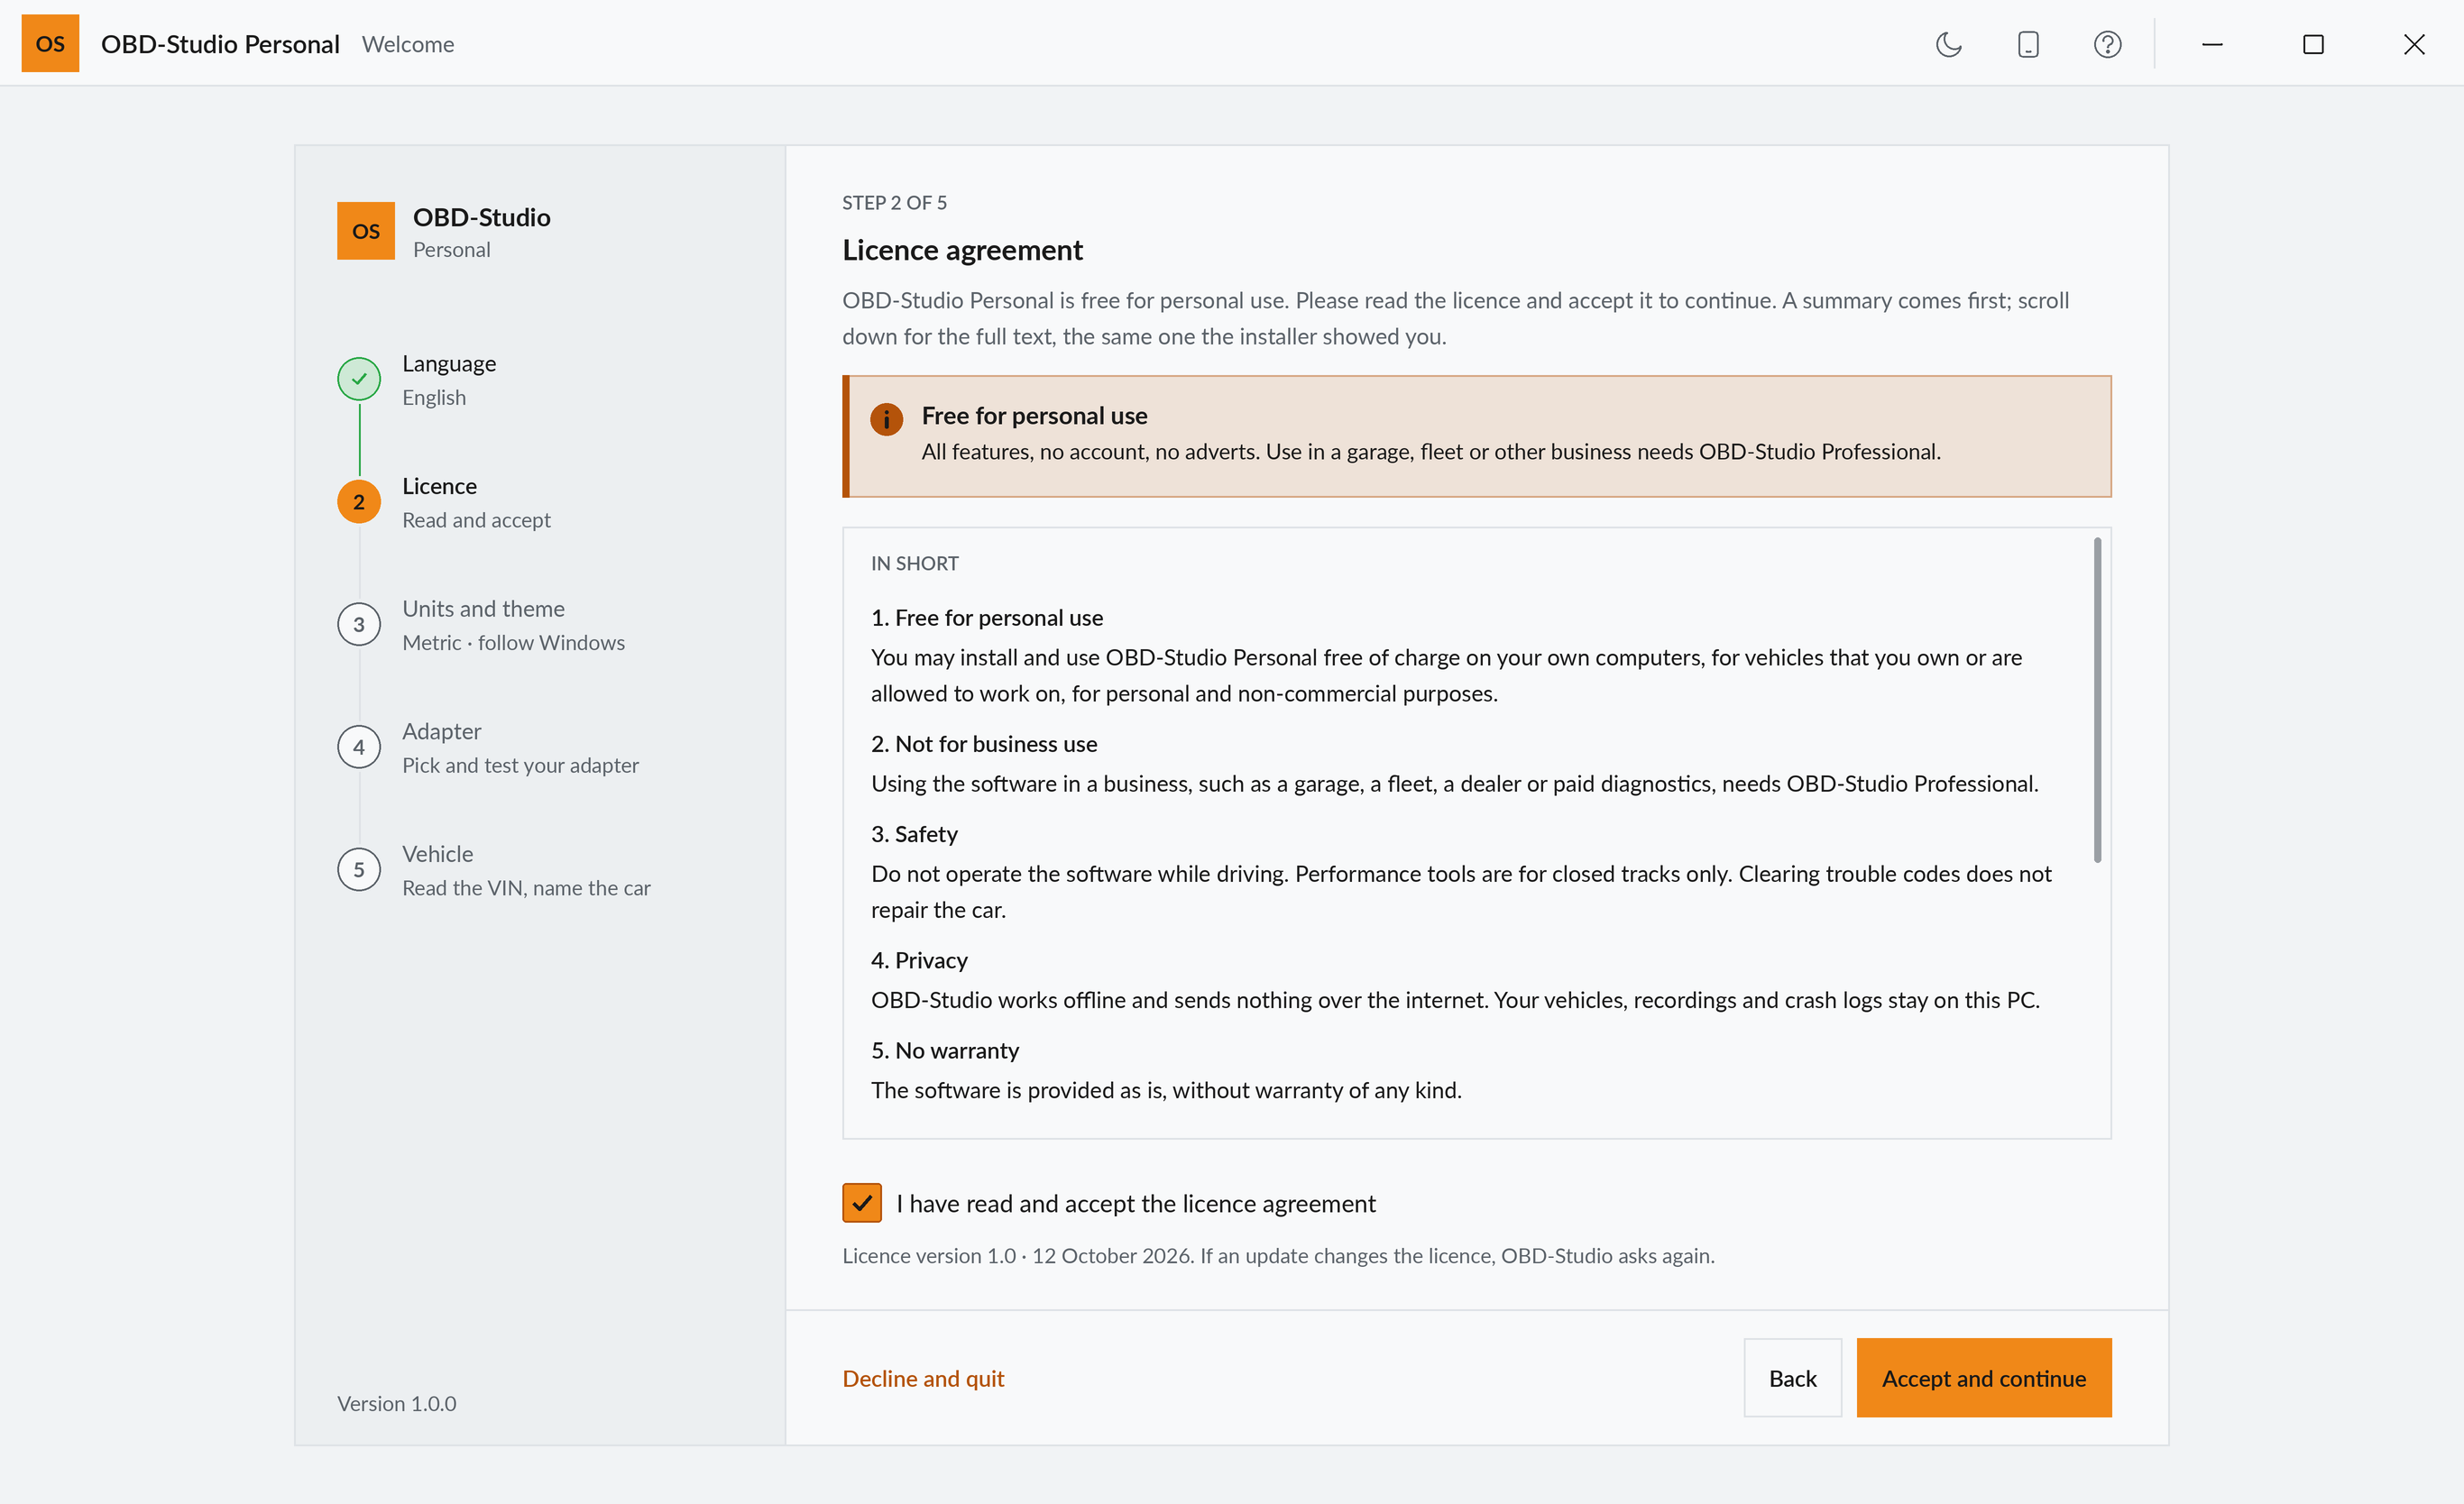 OS
OBD-Studio Personal Welcome
OS
OBD-Studio
Personal
Language
English
2
Licence
Read and accept
3
Units and theme
Metric · follow Windows
4
Adapter
Pick and test your adapter
5
Vehicle
Read the VIN, name the car
Version 1.0.0
STEP 2 OF 5
Licence agreement
OBD-Studio Personal is free for personal use. Please read the licence and accept it to continue. A summary comes first; scroll
down for the full text, the same one the installer showed you.
Free for personal use
All features, no account, no adverts. Use in a garage, fleet or other business needs OBD-Studio Professional.
IN SHORT
1. Free for personal use
You may install and use OBD-Studio Personal free of charge on your own computers, for vehicles that you own or are
allowed to work on, for personal and non-commercial purposes.
2. Not for business use
Using the software in a business, such as a garage, a fleet, a dealer or paid diagnostics, needs OBD-Studio Professional.
3. Safety
Do not operate the software while driving. Performance tools are for closed tracks only. Clearing trouble codes does not
repair the car.
4. Privacy
OBD-Studio works offline and sends nothing over the internet. Your vehicles, recordings and crash logs stay on this PC.
5. No warranty
The software is provided as is, without warranty of any kind.
I have read and accept the licence agreement
Licence version 1.0 · 12 October 2026. If an update changes the licence, OBD-Studio asks again.
Decline and quit
Back
Accept and continue